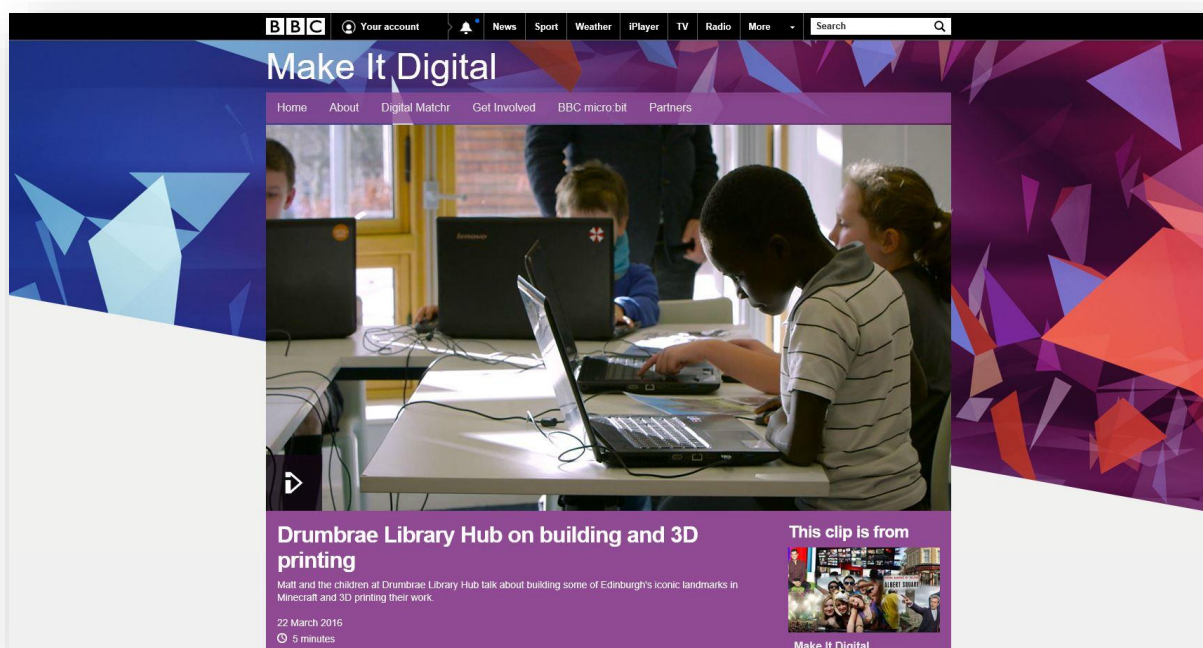 BBC Your account News Sport Weather iPlayer TV Radio More Search
Make It Digital
Home About Digital Matchr Get Involved BBC micro:bit Partners
lenovo
Drumbrae Library Hub on building and 3D
printing
Matt and the children at Drumbrae Library Hub talk about building some of Edinburgh's iconic landmarks in
Minecraft and 3D printing their work.
22 March 2016
5 minutes
This clip is from
ALBERT SQUARE
Make It Digital